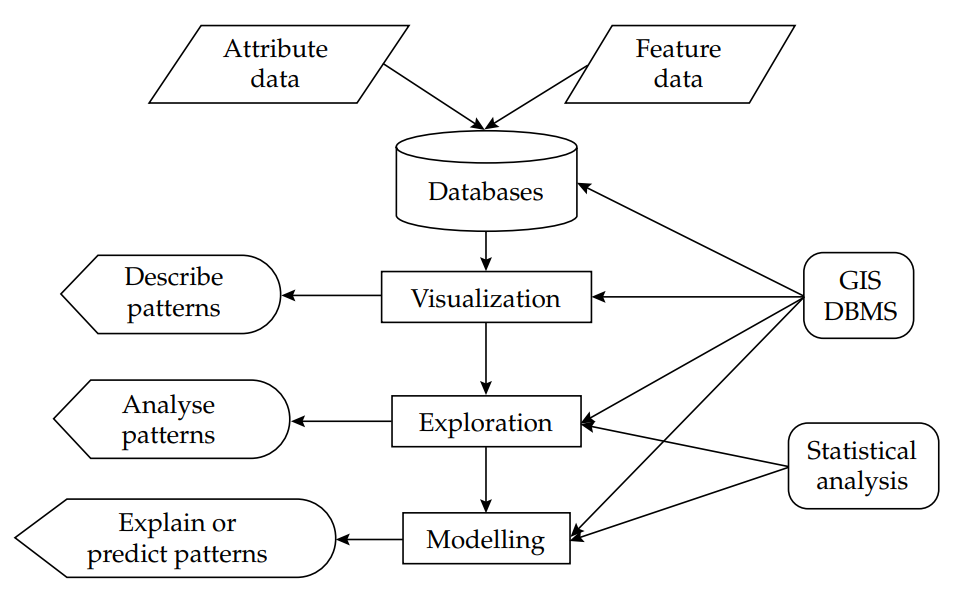 Attribute
data
Feature
data
Databases
Describe
patterns
Visualization
GIS
DBMS
Analyse
patterns
Exploration
Statistical
analysis
Explain or
predict patterns
Modelling